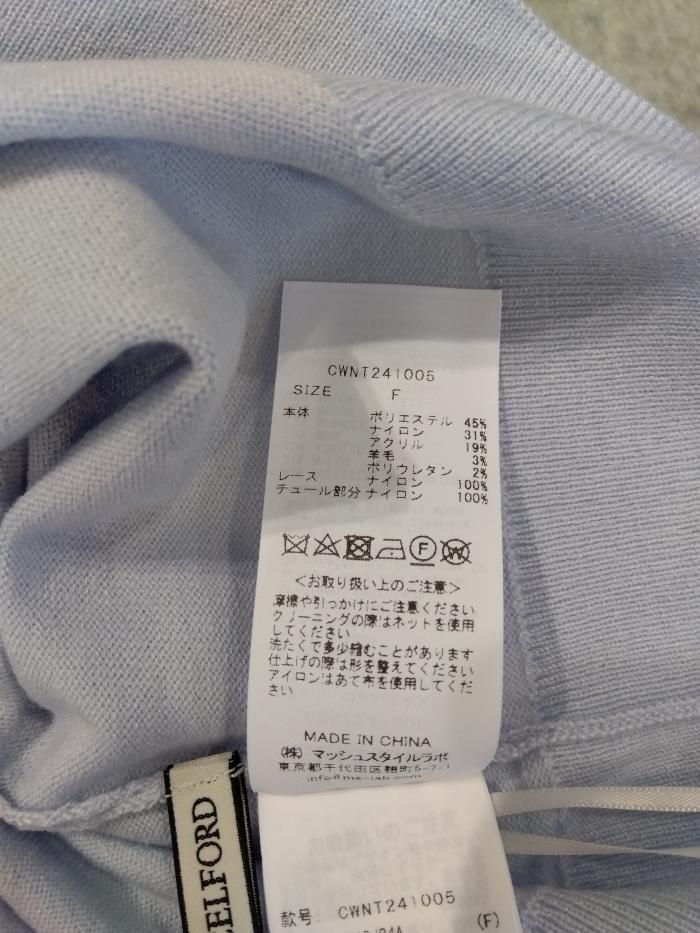 CWNT241005
SIZE F
本体 ポリエステル 45%
ナイロン 31%
アクリル 19%
羊毛 3%
ポリウレタン 2%
レース ナイロン 100%
チュール部分 ナイロン 100%
F W
<お取り扱い上のご注意>
摩擦や引っかけにご注意ください
クリーニングの際はネットを使用
してください
洗たくで多少縮むことがあります
仕上げの際は形を整えてください
アイロンはあて布を使用してくだ
さい
MADE IN CHINA
(株) マッシュスタイルラボ
東京都千代田区麹町5-7-1
info@ms-lab.com
ELFORD
款号: CWNT241005
(F)